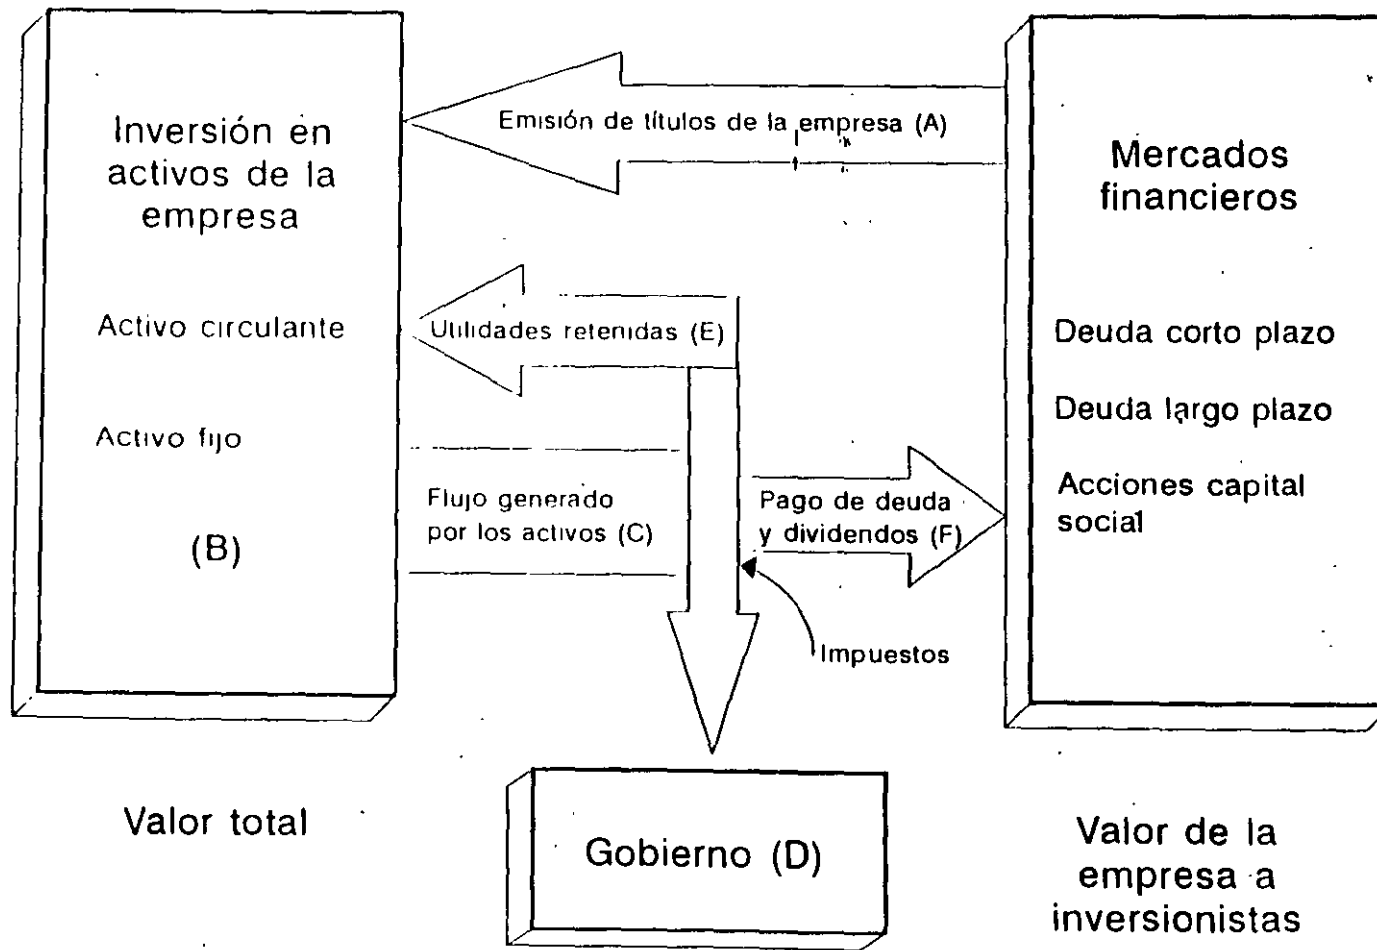 Inversión en
activos de la
empresa
Activo circulante
Activo fijo
(B)
Emisión de títulos de la empresa (A)
Utilidades retenidas (E)
Flujo generado
por los activos (C)
Pago de deuda
y dividendos (F)
Impuestos
Mercados
financieros
Deuda corto plazo
Deuda largo plazo
Acciones capital
social
Valor total
Gobierno (D)
Valor de la
empresa a
inversionistas